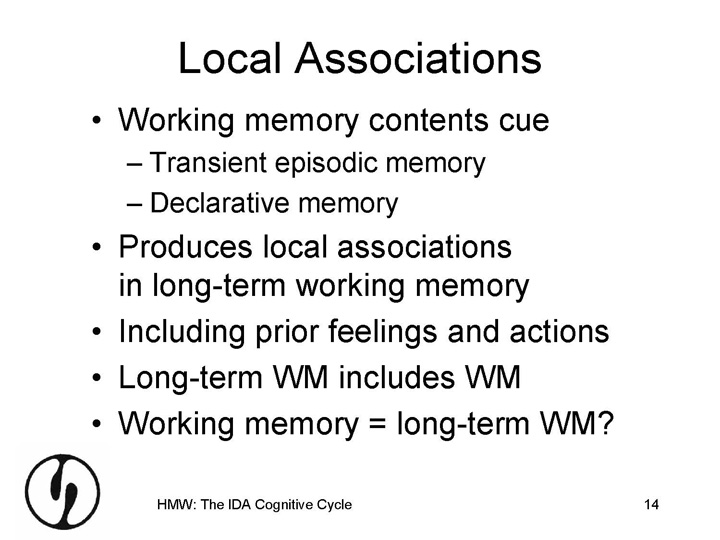 Local Associations
• Working memory contents cue
– Transient episodic memory
– Declarative memory
• Produces local associations
in long-term working memory
• Including prior feelings and actions
• Long-term WM includes WM
• Working memory = long-term WM?
HMW: The IDA Cognitive Cycle
14